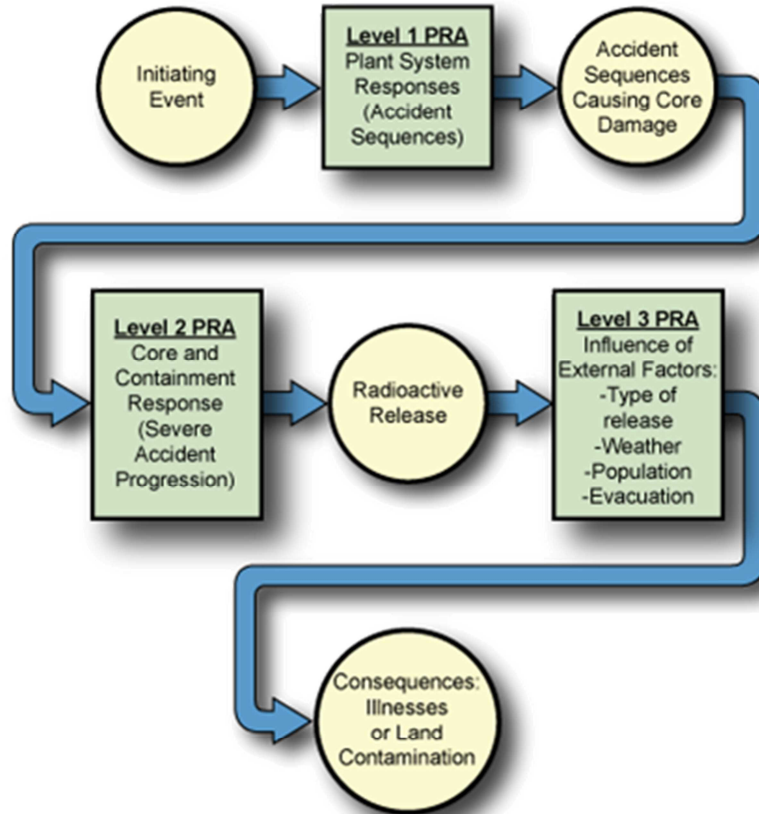 Initiating
Event
Level 1 PRA
Plant System
Responses
(Accident
Sequences)
Accident
Sequences
Causing Core
Damage
Level 2 PRA
Core and
Containment
Response
(Severe
Accident
Progression)
Radioactive
Release
Level 3 PRA
Influence of
External Factors:
-Type of
release
-Weather
-Population
-Evacuation
Consequences:
Illnesses
or Land
Contamination